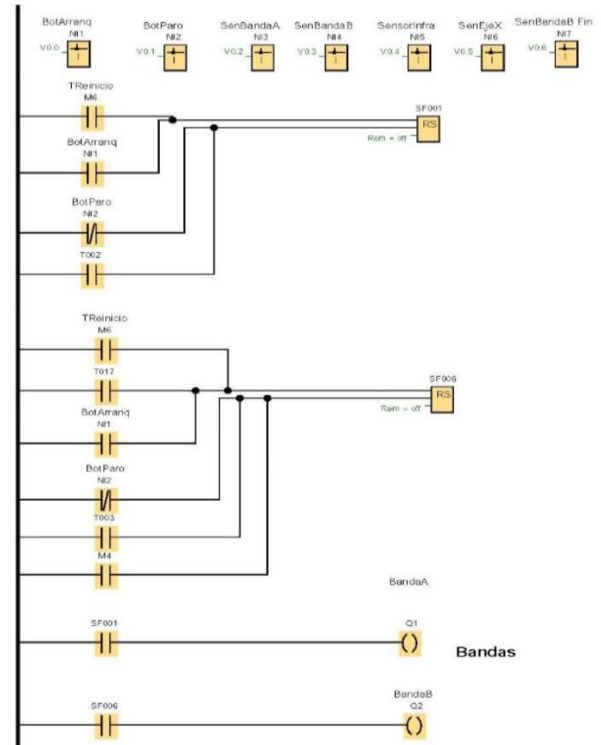 BotArranq BotParo SenBandaA SenBandaB SensorInfra SenEjeX SenBandaB Fin
NI1 NI2 NI3 NI4 NI5 NI6 NI7
V0.0 V0.1 V0.2 V0.3 V0.4 V0.5 V0.6
TReinicio
M6
SF001
RS
Rem = off
BotArranq
NI1
BotParo
NI2
T002
TReinicio
M6
T017
SF006
RS
Rem = off
BotArranq
NI1
BotParo
NI2
T003
M4
BandaA
SF001 Q1
Bandas
BandaB
SF006 Q2